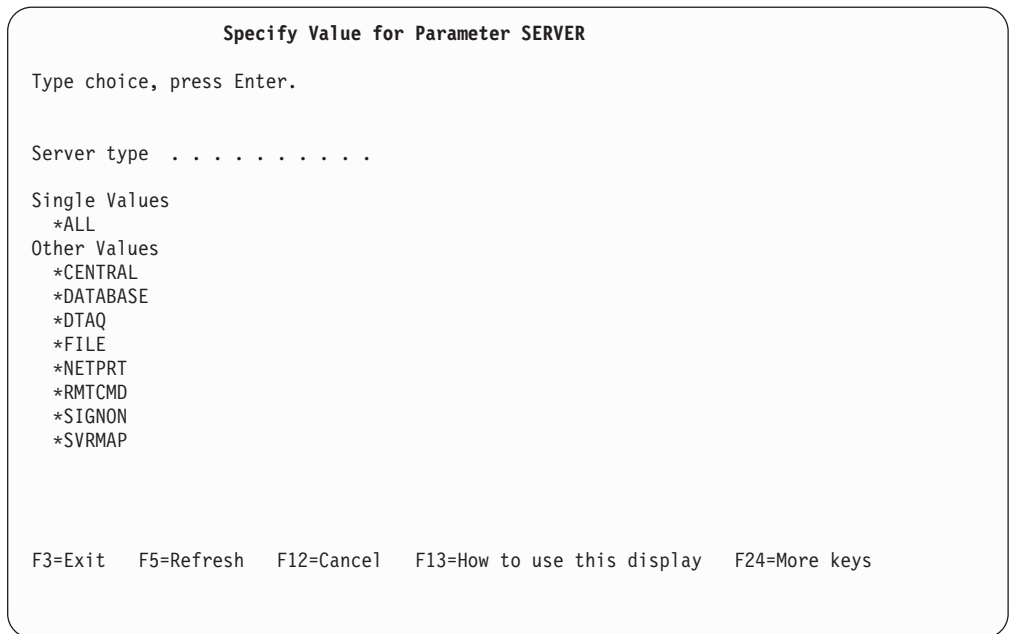 Specify Value for Parameter SERVER
Type choice, press Enter.
Server type . . . . . . . . . .
Single Values
*ALL
Other Values
*CENTRAL
*DATABASE
*DTAQ
*FILE
*NETPRT
*RMTCMD
*SIGNON
*SVRMAP
F3=Exit F5=Refresh F12=Cancel F13=How to use this display F24=More keys